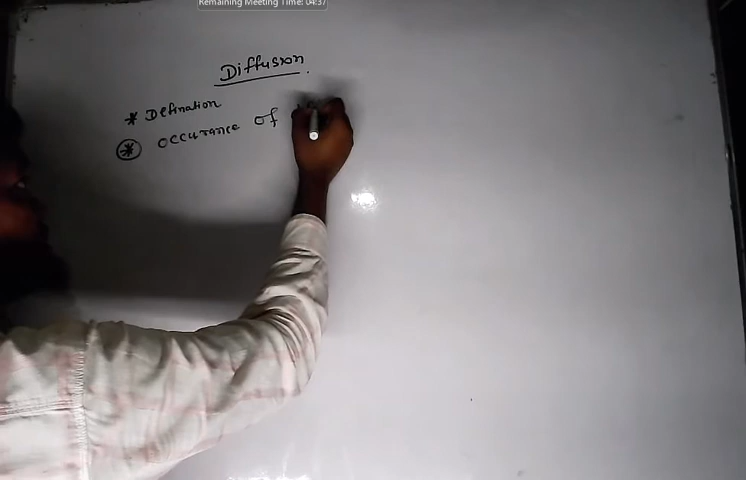 Remaining Meeting Time: 04:37
Diffusion.
* Defination
* occurance of